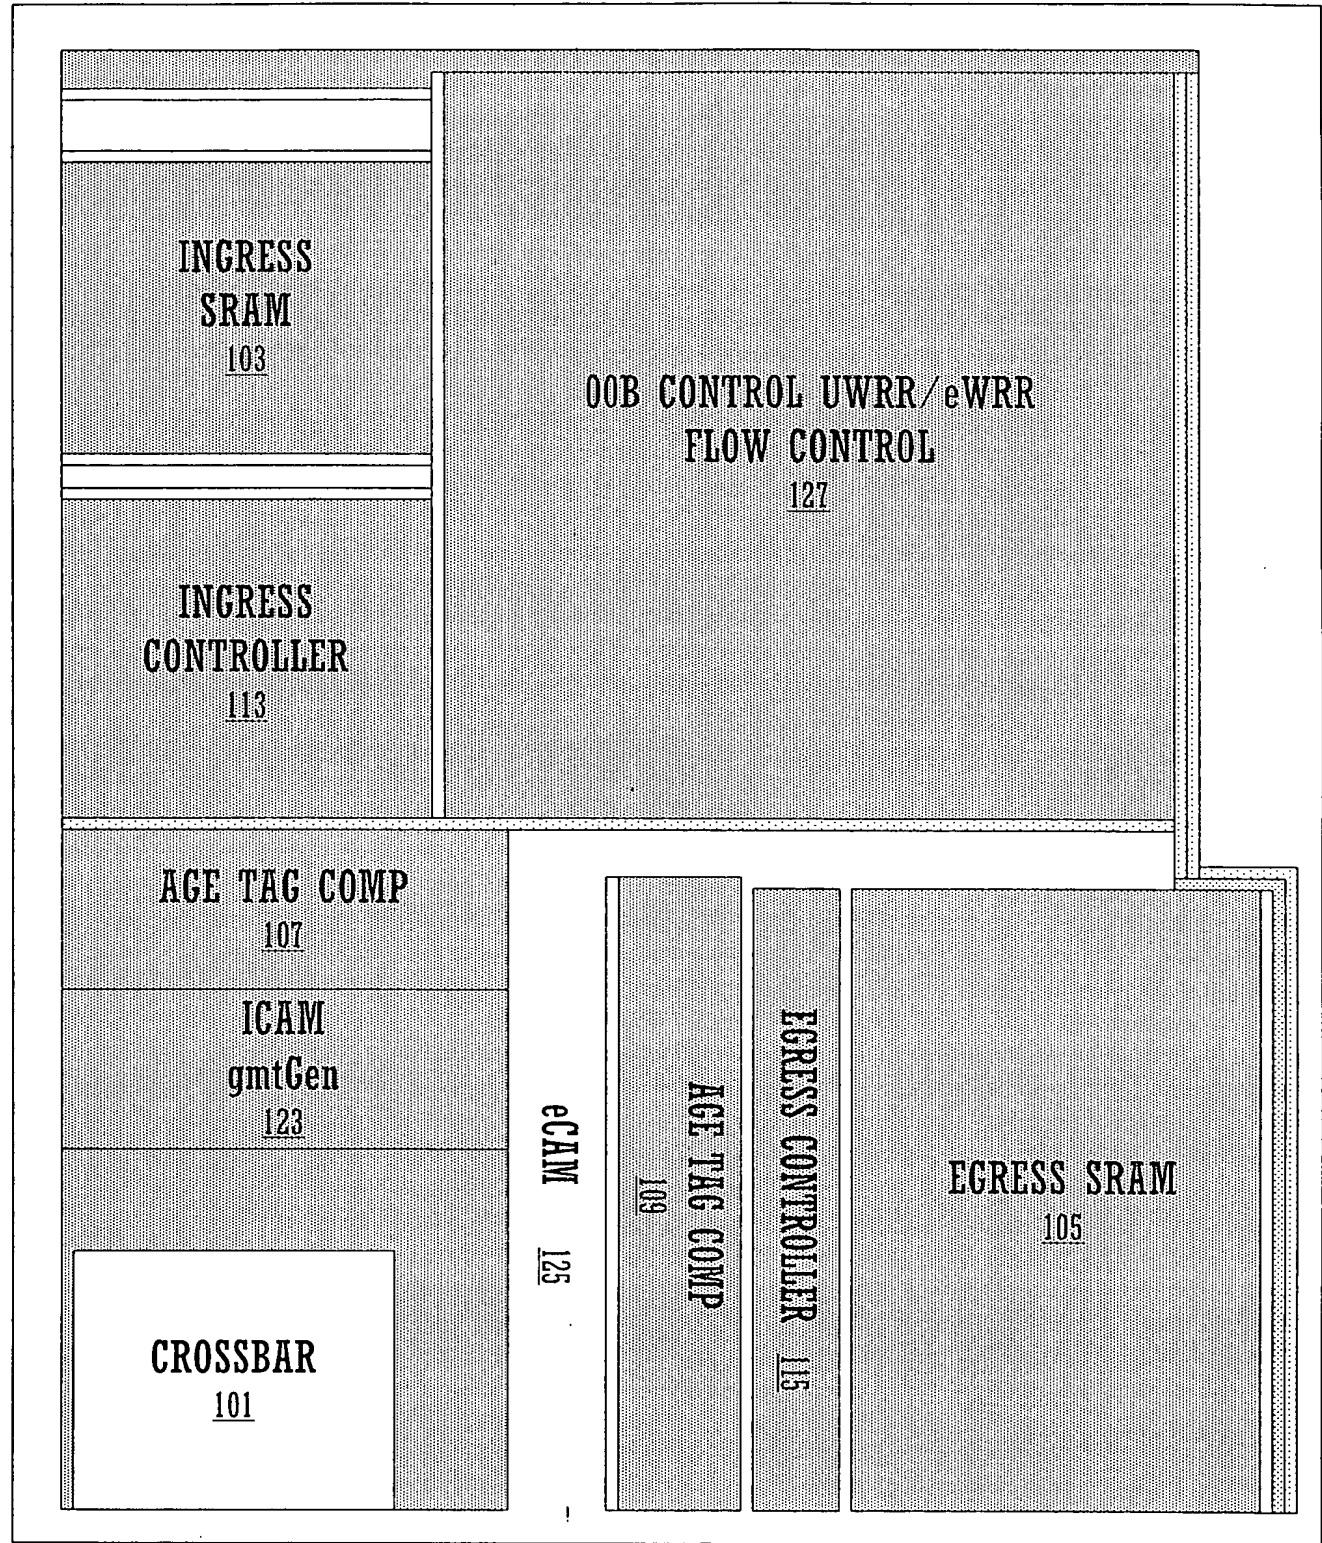 INGRESS
SRAM
103
OOB CONTROL UWRR/eWRR
FLOW CONTROL
127
INGRESS
CONTROLLER
113
AGE TAG COMP
107
ICAM
gmtGen
123
CROSSBAR
101
eCAM 125
AGE TAG COMP
109
EGRESS CONTROLLER 115
EGRESS SRAM
105